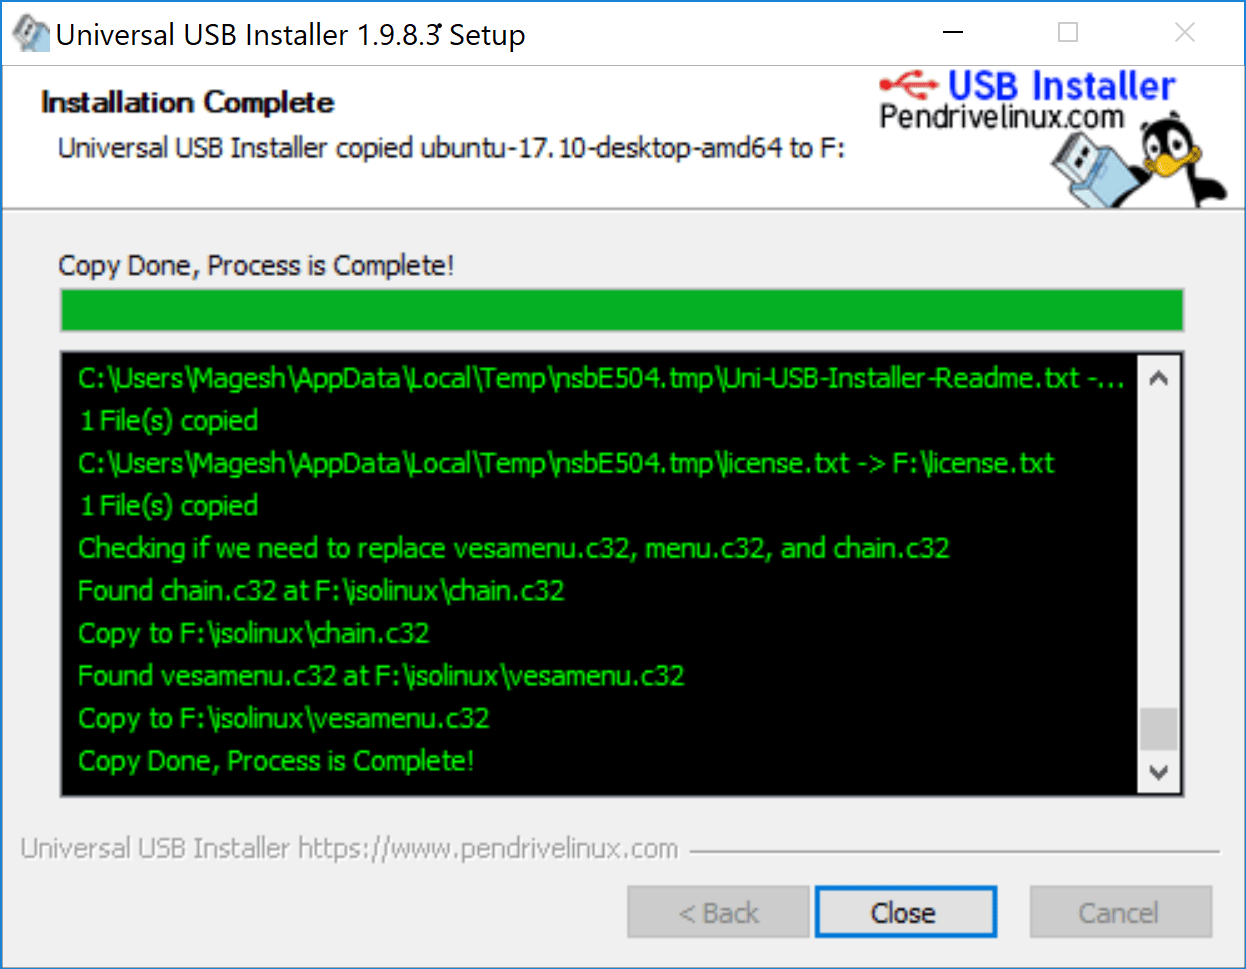 Universal USB Installer 1.9.8.3 Setup
USB Installer
Pendrivelinux.com
Installation Complete
Universal USB Installer copied ubuntu-17.10-desktop-amd64 to F:
Copy Done, Process is Complete!
C:\Users\Magesh\AppData\Local\Temp\nsbE504.tmp\Uni-USB-Installer-Readme.txt -...
1 File(s) copied
C:\Users\Magesh\AppData\Local\Temp\nsbE504.tmp\license.txt -> F:\license.txt
1 File(s) copied
Checking if we need to replace vesamenu.c32, menu.c32, and chain.c32
Found chain.c32 at F:\isolinux\chain.c32
Copy to F:\isolinux\chain.c32
Found vesamenu.c32 at F:\isolinux\vesamenu.c32
Copy to F:\isolinux\vesamenu.c32
Copy Done, Process is Complete!
Universal USB Installer https://www.pendrivelinux.com
< Back
Close
Cancel